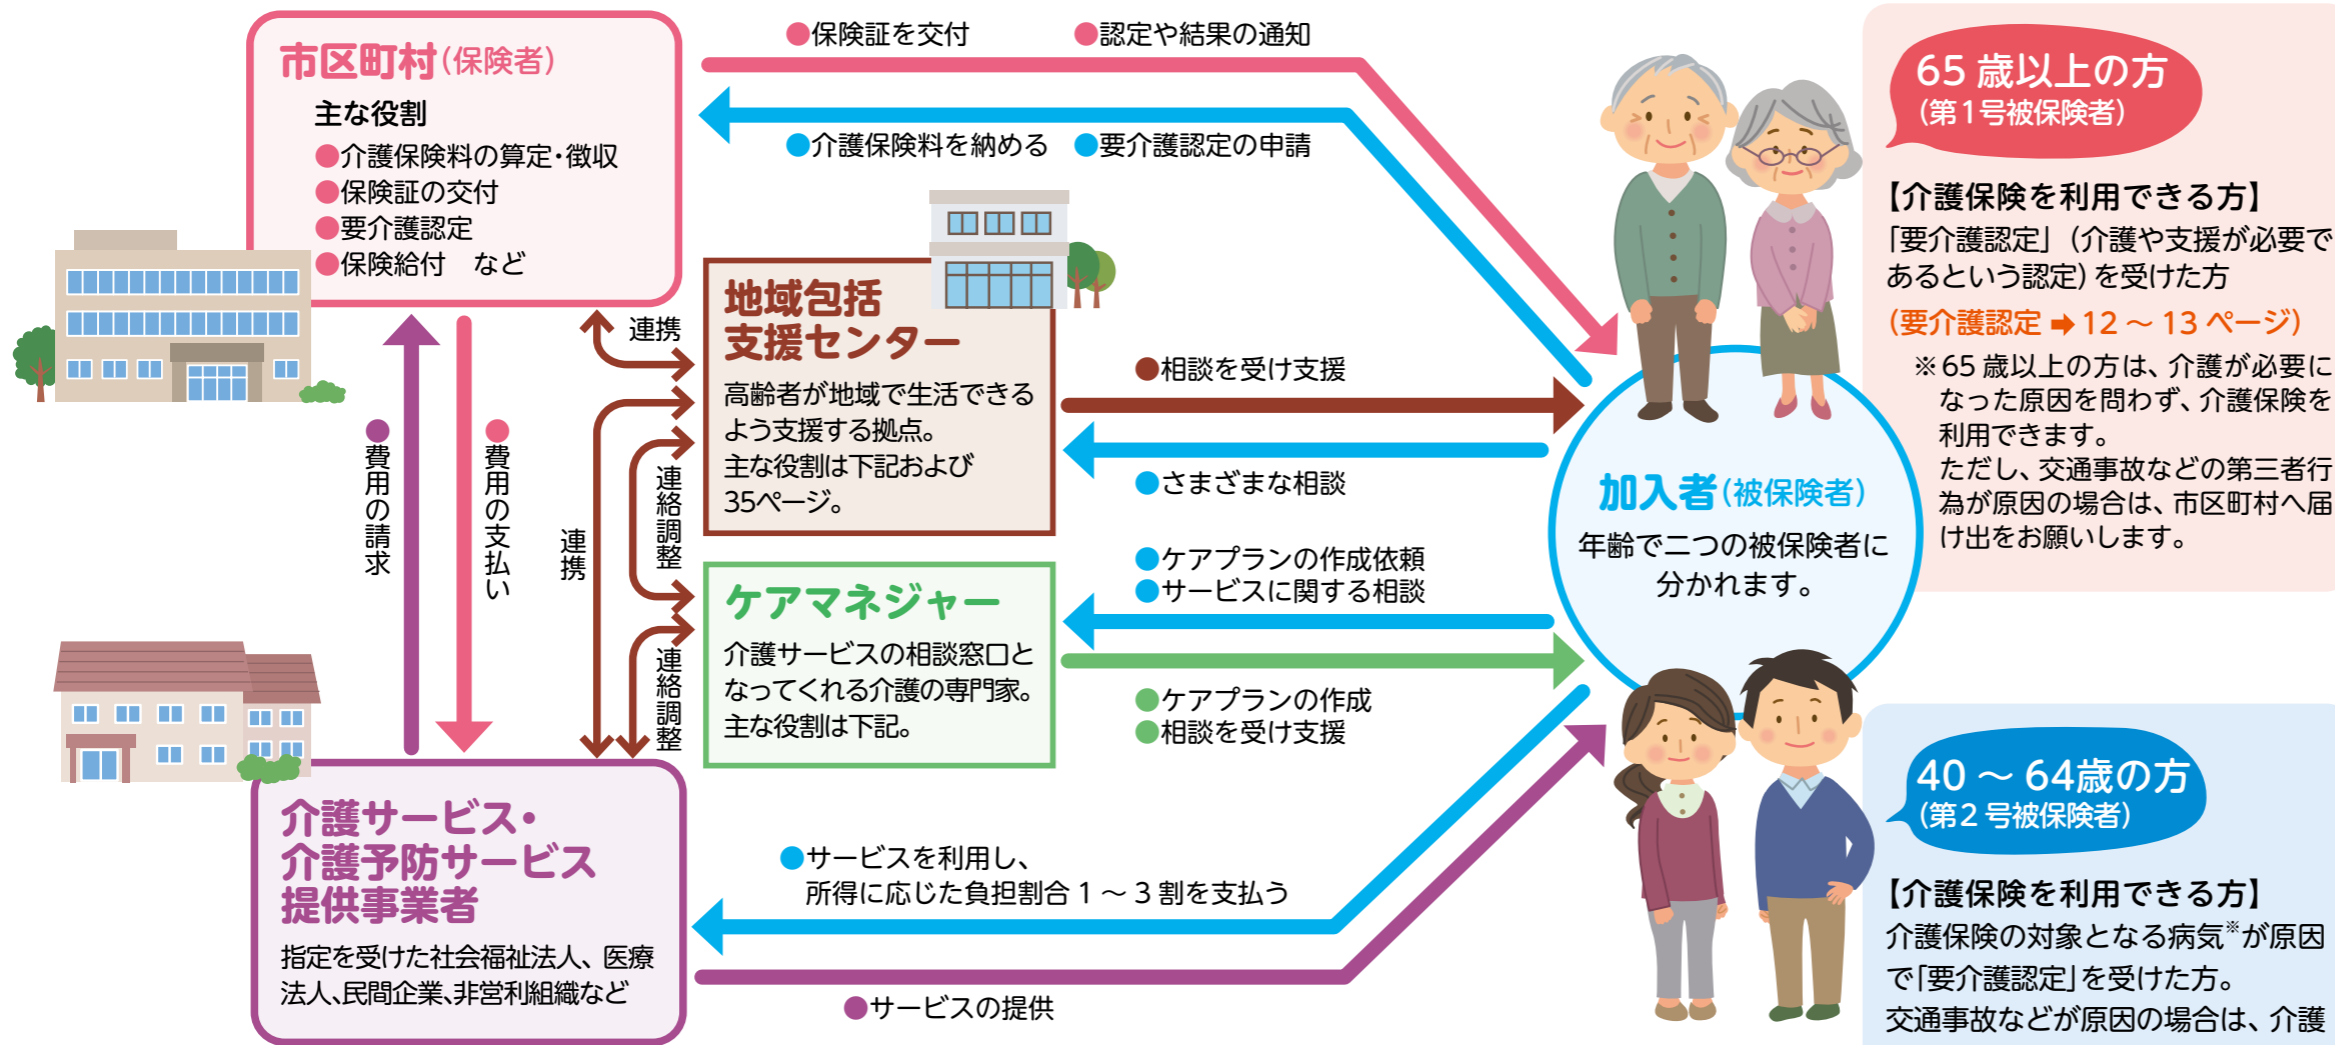 市区町村(保険者)
主な役割
●介護保険料の算定・徴収
●保険証の交付
●要介護認定
●保険給付　など
●保険証を交付
●認定や結果の通知
●介護保険料を納める
●要介護認定の申請
連携
地域包括
支援センター
高齢者が地域で生活できる
よう支援する拠点。
主な役割は下記および
35ページ。
●相談を受け支援
●さまざまな相談
●費用の請求
●費用の支払い
連携
連絡調整
連絡調整
ケアマネジャー
介護サービスの相談窓口と
なってくれる介護の専門家。
主な役割は下記。
●ケアプランの作成依頼
●サービスに関する相談
●ケアプランの作成
●相談を受け支援
介護サービス・
介護予防サービス
提供事業者
指定を受けた社会福祉法人、医療
法人、民間企業、非営利組織など
●サービスを利用し、
所得に応じた負担割合 1 ～ 3 割を支払う
●サービスの提供
加入者(被保険者)
年齢で二つの被保険者に
分かれます。
65 歳以上の方
(第1号被保険者)
【介護保険を利用できる方】
「要介護認定」（介護や支援が必要で
あるという認定）を受けた方
(要介護認定 ➡ 12 ～ 13 ページ)
※65 歳以上の方は、介護が必要に
なった原因を問わず、介護保険を
利用できます。
ただし、交通事故などの第三者行
為が原因の場合は、市区町村へ届
け出をお願いします。
40 ～ 64歳の方
(第2 号被保険者)
【介護保険を利用できる方】
介護保険の対象となる病気※が原因
で「要介護認定」を受けた方。
交通事故などが原因の場合は、介護